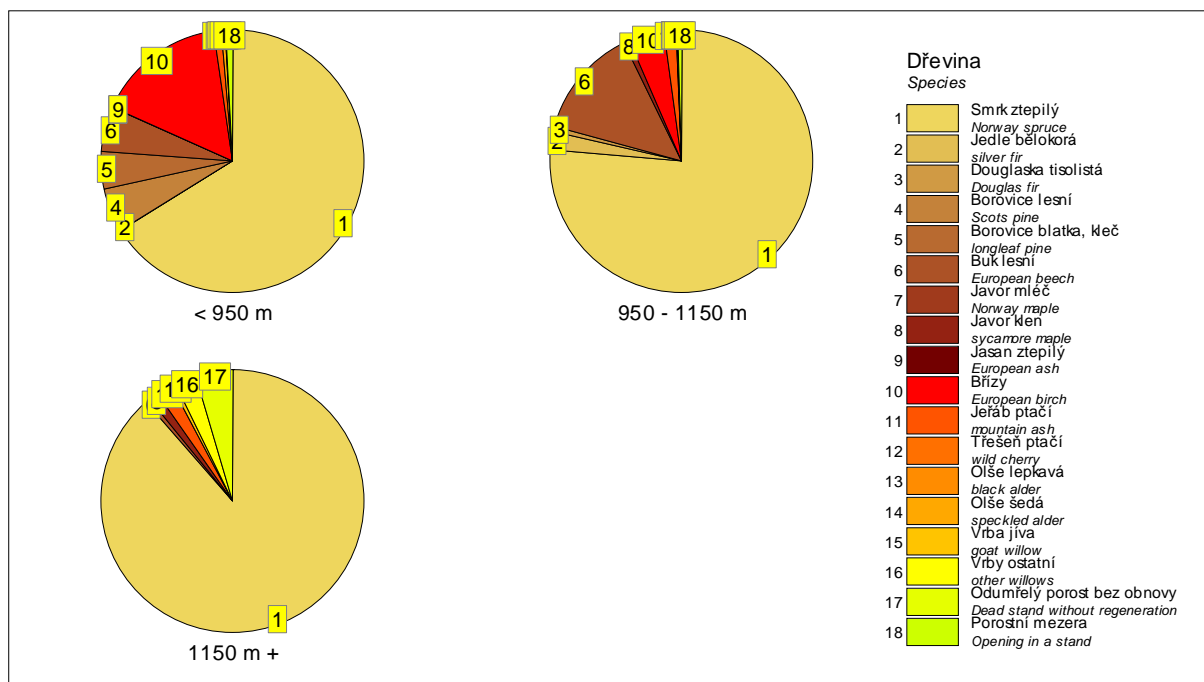 18
10
9
6
5
4
2
1
< 950 m
18
10
8
6
3
2
1
950 - 1150 m
16
17
1
1150 m +
Dřevina
Species
1 Smrk ztepilý
Norway spruce
2 Jedle bělokorá
silver fir
3 Douglaska tisolistá
Douglas fir
4 Borovice lesní
Scots pine
5 Borovice blatka, kleč
longleaf pine
6 Buk lesní
European beech
7 Javor mléč
Norway maple
8 Javor klen
sycamore maple
9 Jasan ztepilý
European ash
10 Břízy
European birch
11 Jeřáb ptačí
mountain ash
12 Třešeň ptačí
wild cherry
13 Olše lepkavá
black alder
14 Olše šedá
speckled alder
15 Vrba jíva
goat willow
16 Vrby ostatní
other willows
17 Odumřelý porost bez obnovy
Dead stand without regeneration
18 Porostní mezera
Opening in a stand